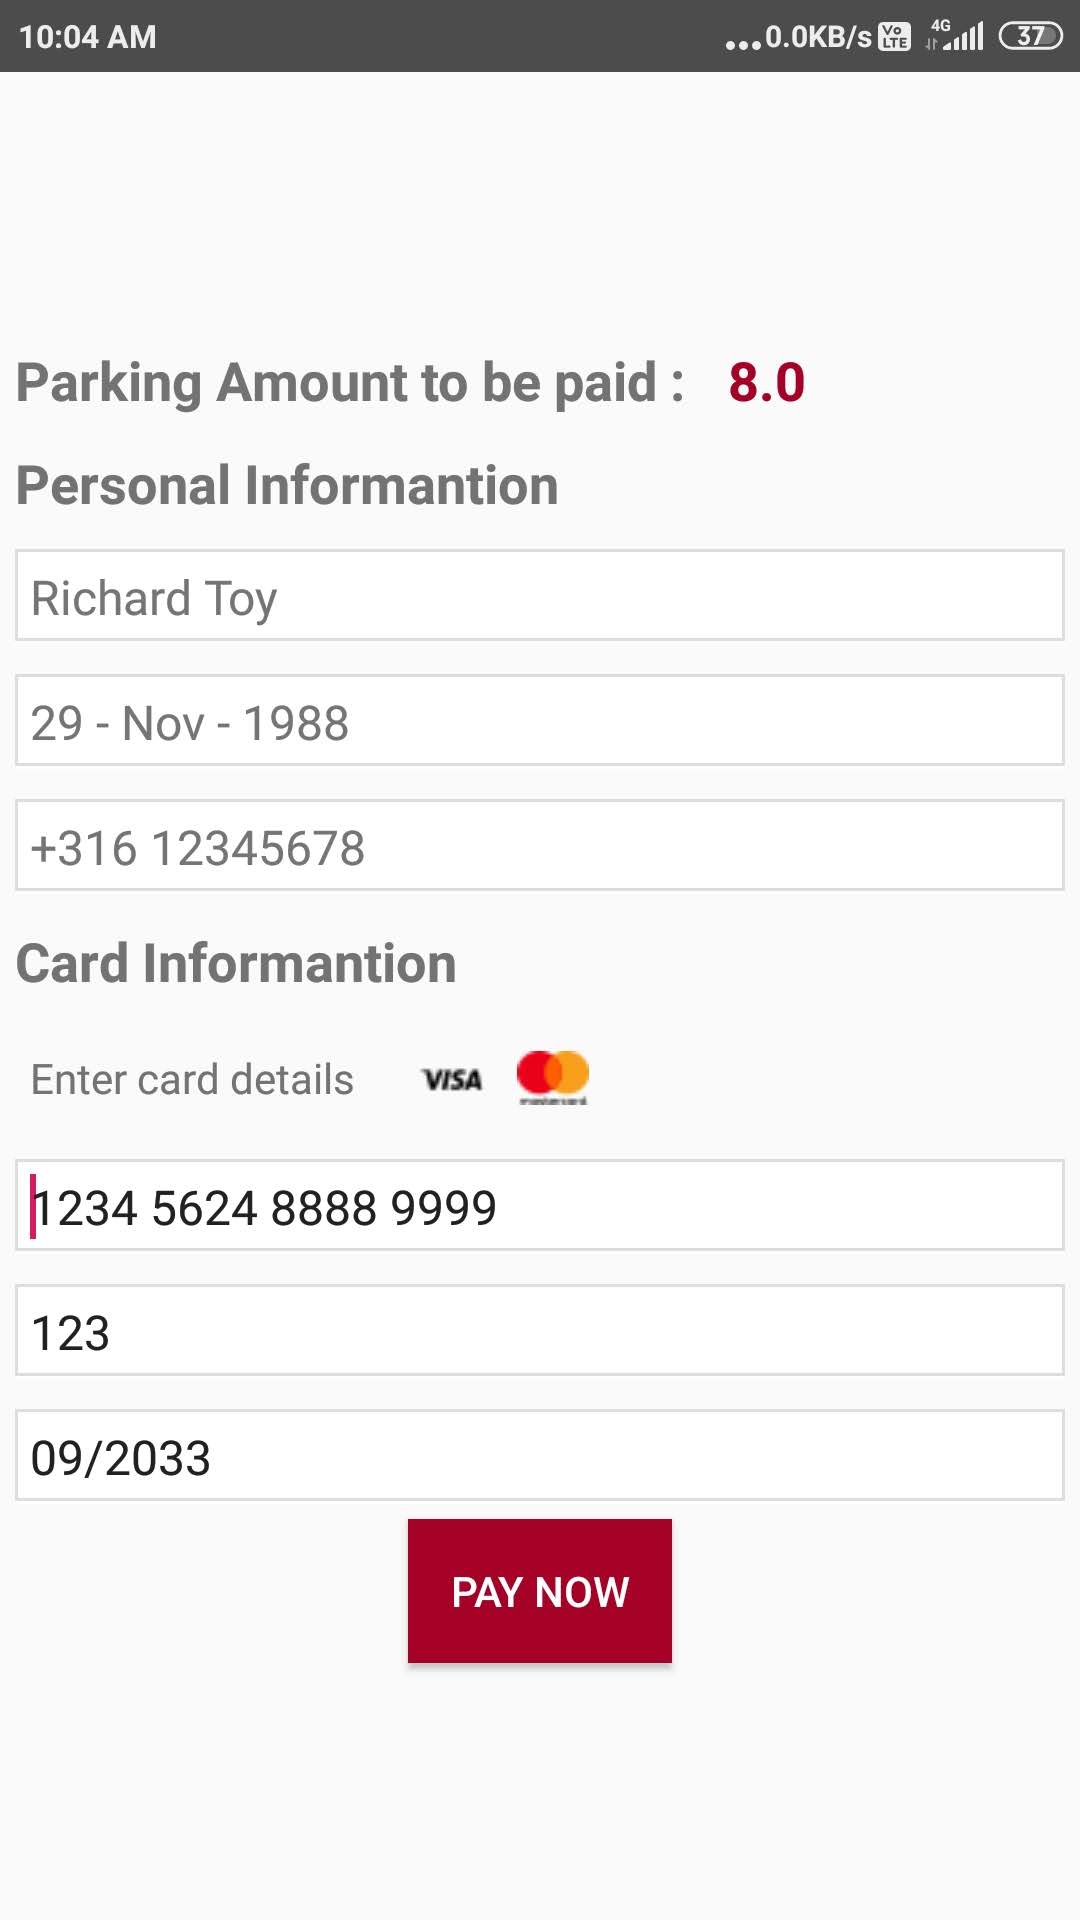 10:04 AM
...0.0KB/s Vo LTE 4G 37
Parking Amount to be paid : 8.0
Personal Informantion
Richard Toy
29 - Nov - 1988
+316 12345678
Card Informantion
Enter card details VISA
1234 5624 8888 9999
123
09/2033
PAY NOW